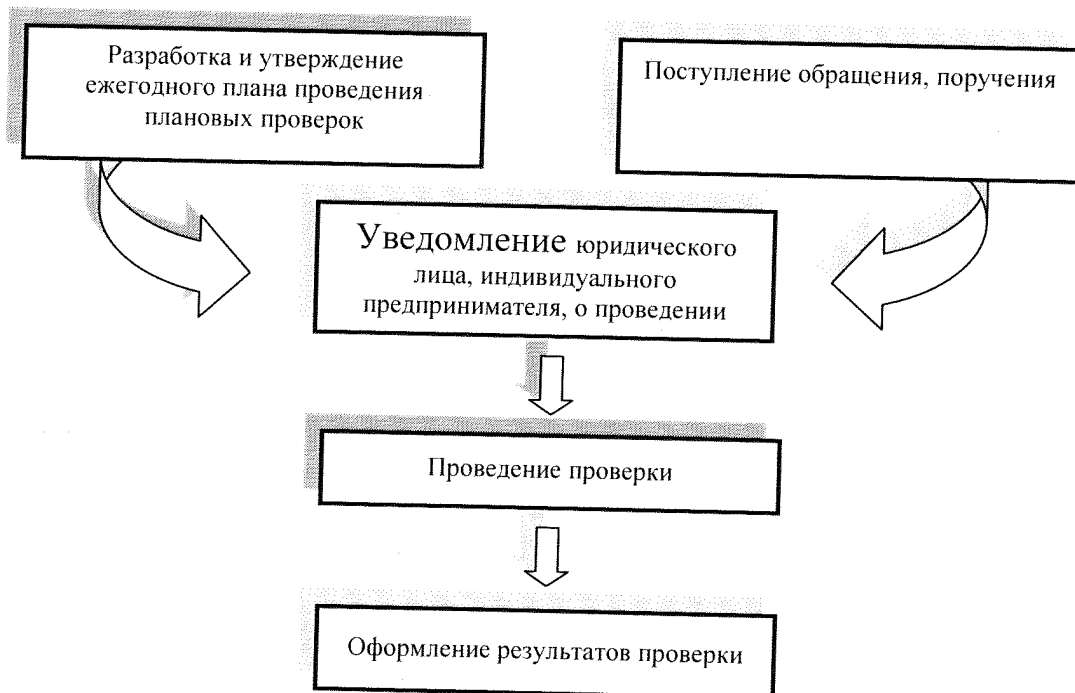 Разработка и утверждение
ежегодного плана проведения
плановых проверок
Поступление обращения, поручения
Уведомление юридического
лица, индивидуального
предпринимателя, о проведении
Проведение проверки
Оформление результатов проверки